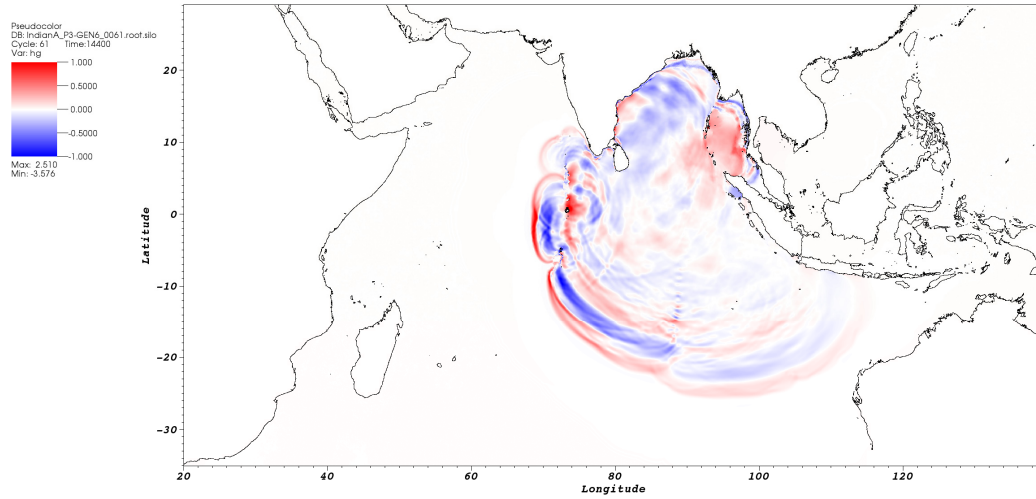 Pseudocolor
DB: IndianA_P3-GEN6_0061.root.silo
Cycle: 61 Time:14400
Var: hg
1.000
0.5000
0.000
-0.5000
-1.000
Max: 2.510
Min: -3.576
20
10
0
-10
-20
-30
Latitude
20
40
60
80
100
120
Longitude